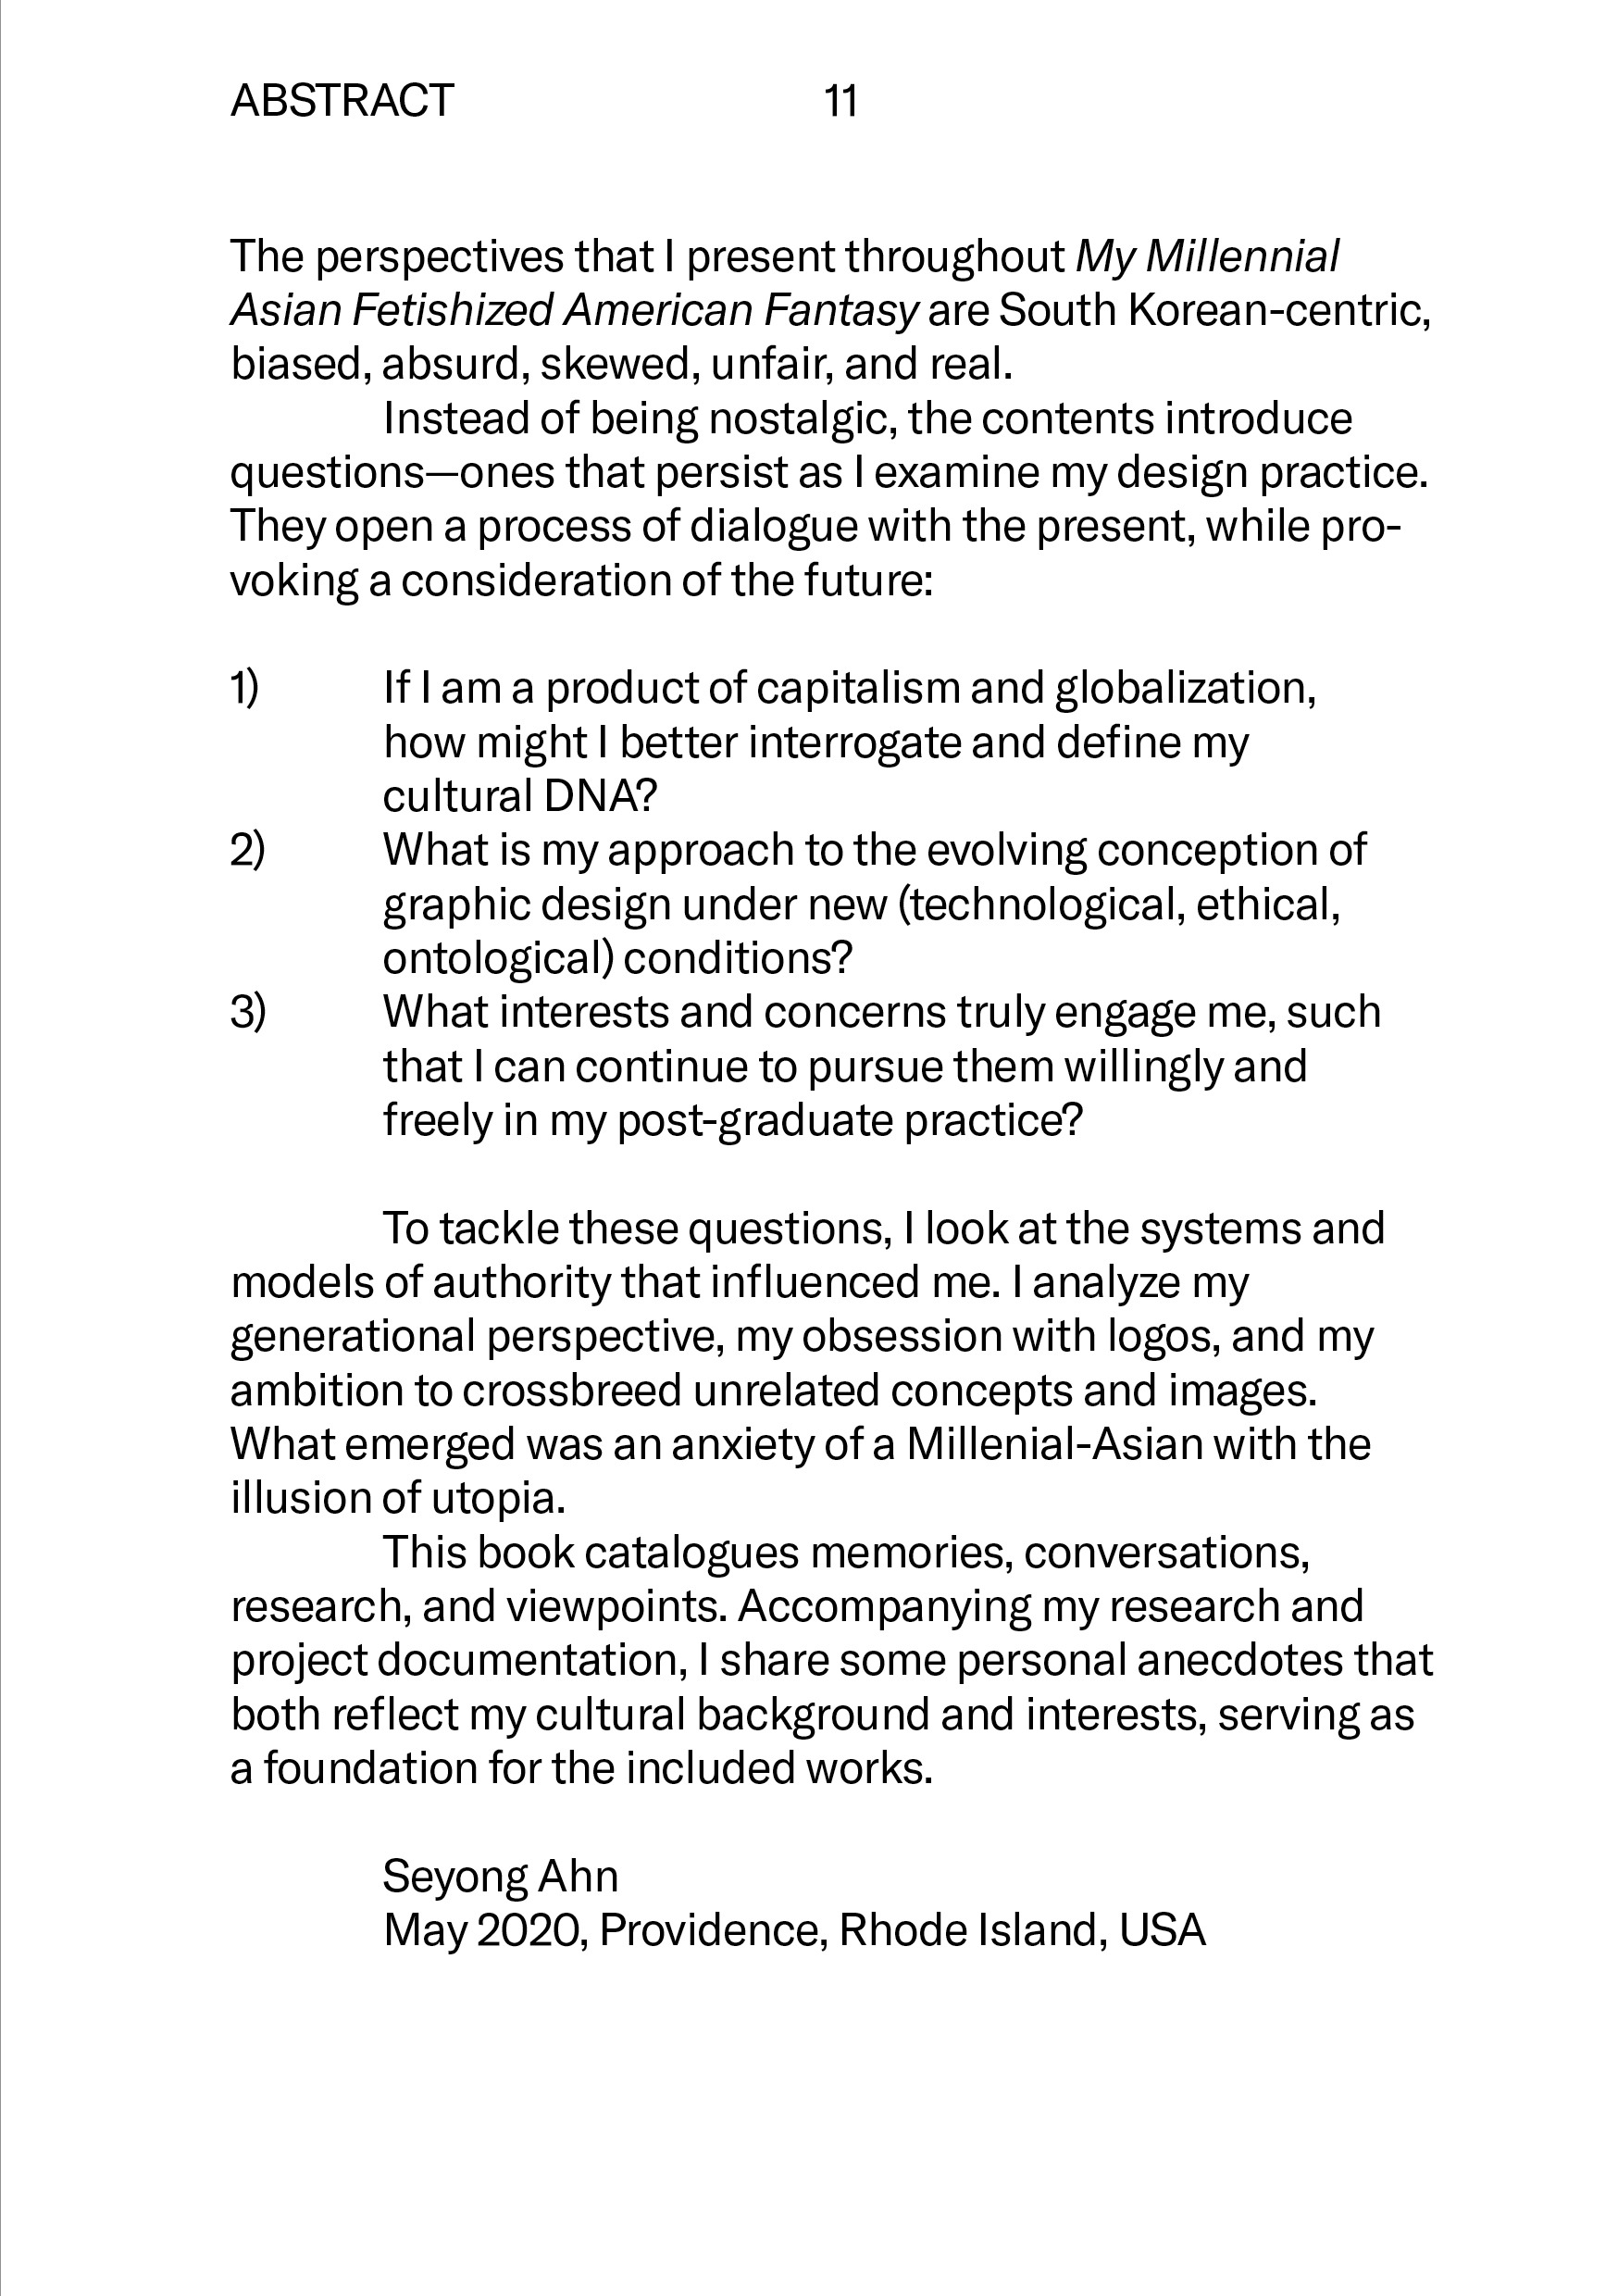 ABSTRACT 11
The perspectives that I present throughout My Millennial
Asian Fetishized American Fantasy are South Korean-centric,
biased, absurd, skewed, unfair, and real.
Instead of being nostalgic, the contents introduce
questions—ones that persist as I examine my design practice.
They open a process of dialogue with the present, while pro-
voking a consideration of the future:
1) If I am a product of capitalism and globalization,
how might I better interrogate and define my
cultural DNA?
2) What is my approach to the evolving conception of
graphic design under new (technological, ethical,
ontological) conditions?
3) What interests and concerns truly engage me, such
that I can continue to pursue them willingly and
freely in my post-graduate practice?
To tackle these questions, I look at the systems and
models of authority that influenced me. I analyze my
generational perspective, my obsession with logos, and my
ambition to crossbreed unrelated concepts and images.
What emerged was an anxiety of a Millenial-Asian with the
illusion of utopia.
This book catalogues memories, conversations,
research, and viewpoints. Accompanying my research and
project documentation, I share some personal anecdotes that
both reflect my cultural background and interests, serving as
a foundation for the included works.
Seyong Ahn
May 2020, Providence, Rhode Island, USA